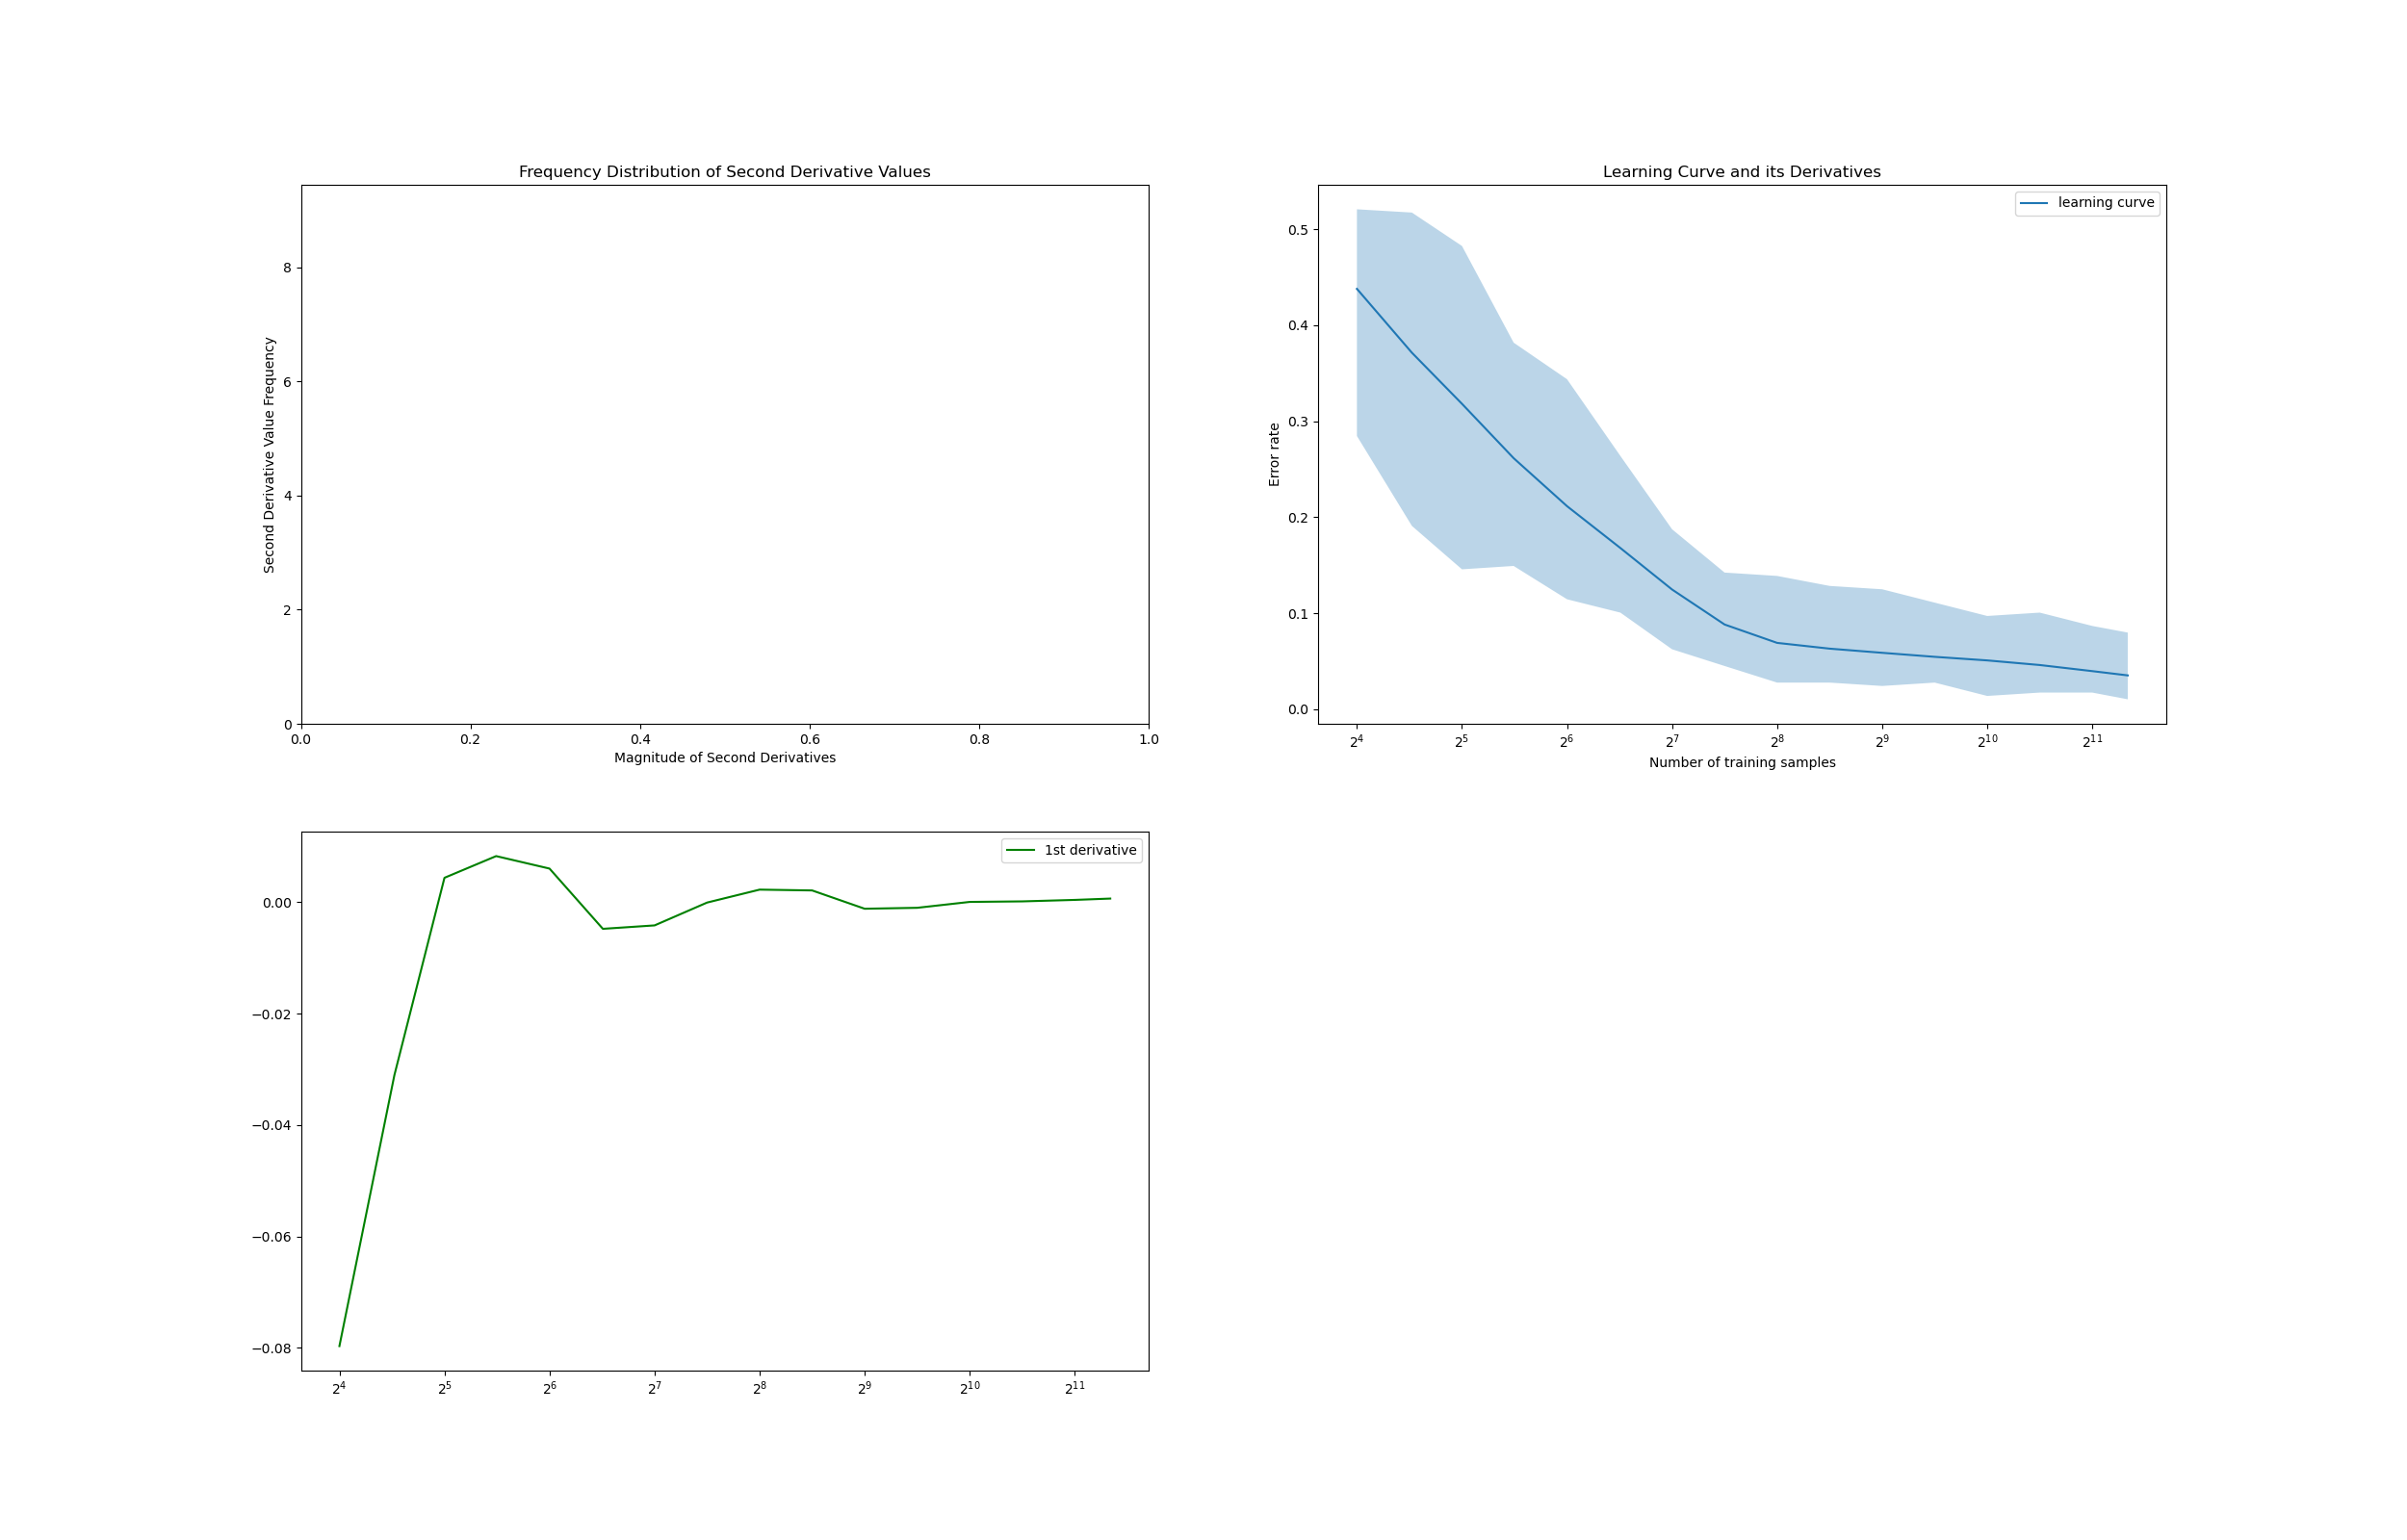 Frequency Distribution of Second Derivative Values
Second Derivative Value Frequency
8
6
4
2
0
0.0 0.2 0.4 0.6 0.8 1.0
Magnitude of Second Derivatives
Learning Curve and its Derivatives
learning curve
Error rate
0.5
0.4
0.3
0.2
0.1
0.0
2⁴ 2⁵ 2⁶ 2⁷ 2⁸ 2⁹ 2¹⁰ 2¹¹
Number of training samples
1st derivative
0.00
−0.02
−0.04
−0.06
−0.08
2⁴ 2⁵ 2⁶ 2⁷ 2⁸ 2⁹ 2¹⁰ 2¹¹